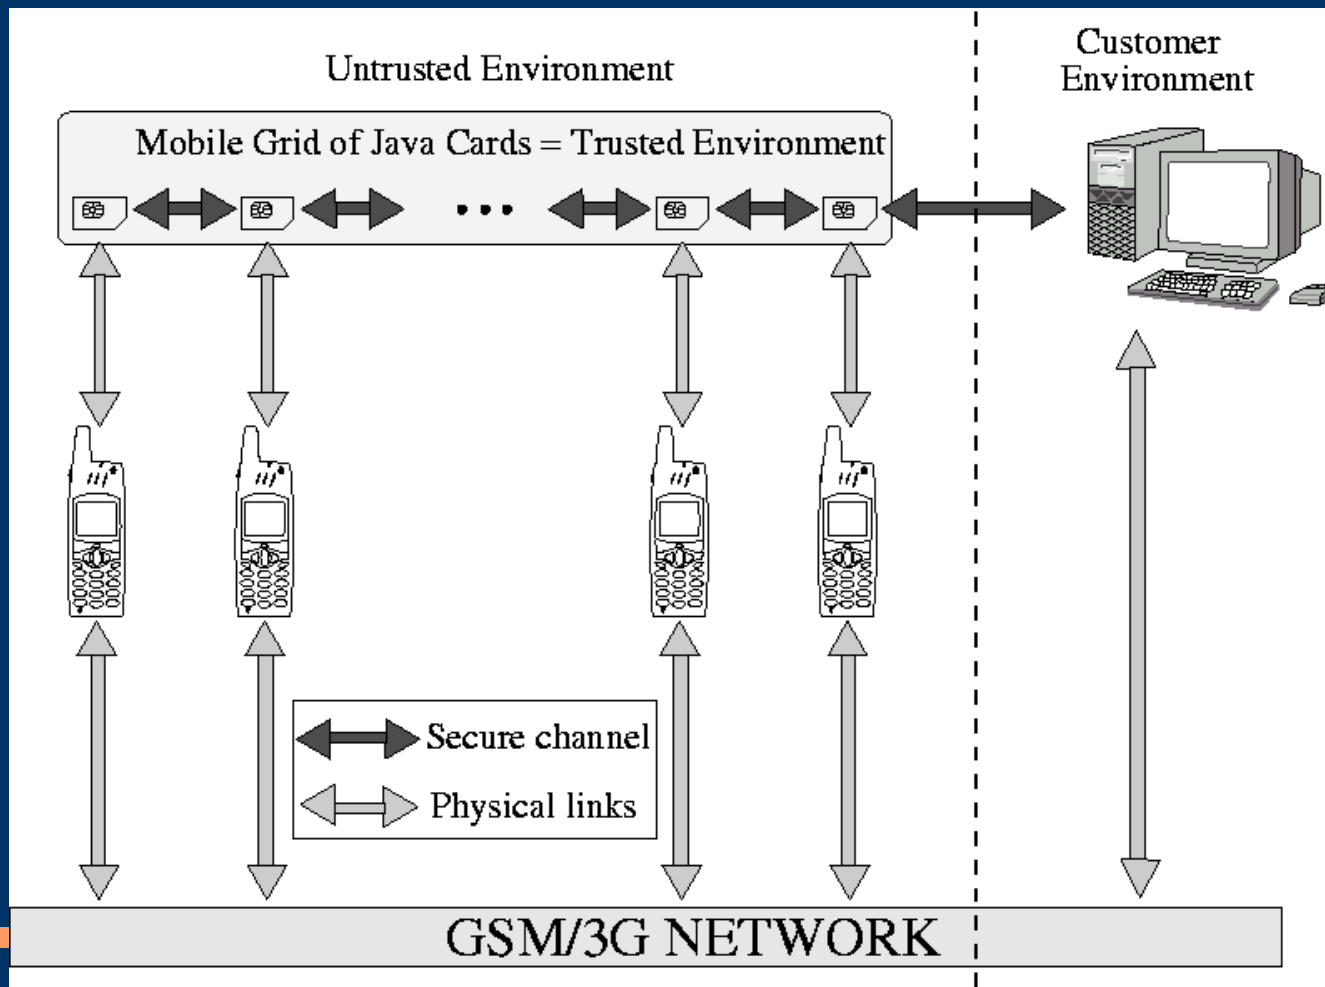 Untrusted Environment
Customer
Environment
Mobile Grid of Java Cards = Trusted Environment
Secure channel
Physical links
GSM/3G NETWORK